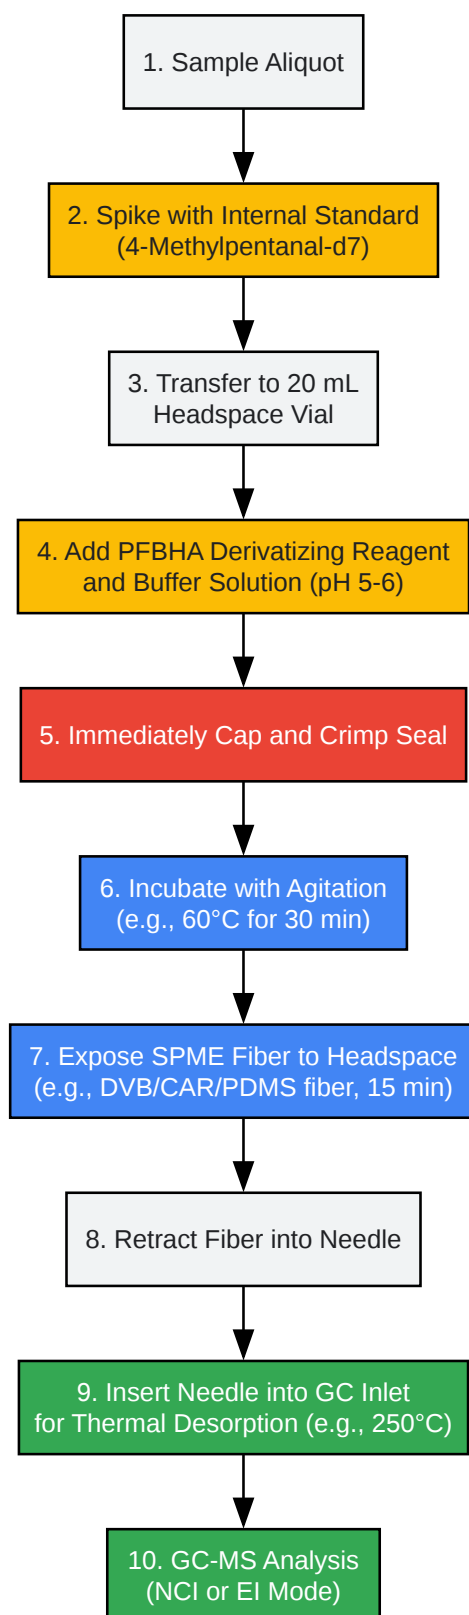 1. Sample Aliquot
2. Spike with Internal Standard
(4-Methylpentanal-d7)
3. Transfer to 20 mL
Headspace Vial
4. Add PFBHA Derivatizing Reagent
and Buffer Solution (pH 5-6)
5. Immediately Cap and Crimp Seal
6. Incubate with Agitation
(e.g., 60°C for 30 min)
7. Expose SPME Fiber to Headspace
(e.g., DVB/CAR/PDMS fiber, 15 min)
8. Retract Fiber into Needle
9. Insert Needle into GC Inlet
for Thermal Desorption (e.g., 250°C)
10. GC-MS Analysis
(NCI or EI Mode)